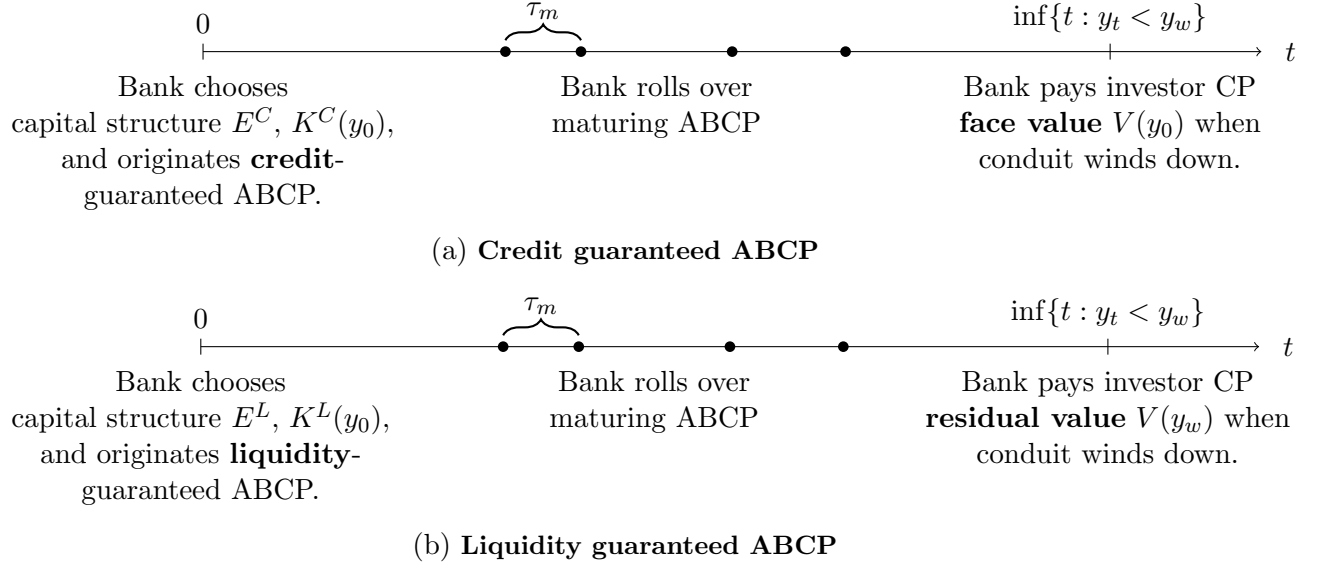 τ_m
0
inf{t : y_t < y_w}
t
Bank chooses
capital structure E^C, K^C(y_0),
and originates credit-
guaranteed ABCP.
Bank rolls over
maturing ABCP
Bank pays investor CP
face value V(y_0) when
conduit winds down.
(a) Credit guaranteed ABCP
τ_m
0
inf{t : y_t < y_w}
t
Bank chooses
capital structure E^L, K^L(y_0),
and originates liquidity-
guaranteed ABCP.
Bank rolls over
maturing ABCP
Bank pays investor CP
residual value V(y_w) when
conduit winds down.
(b) Liquidity guaranteed ABCP